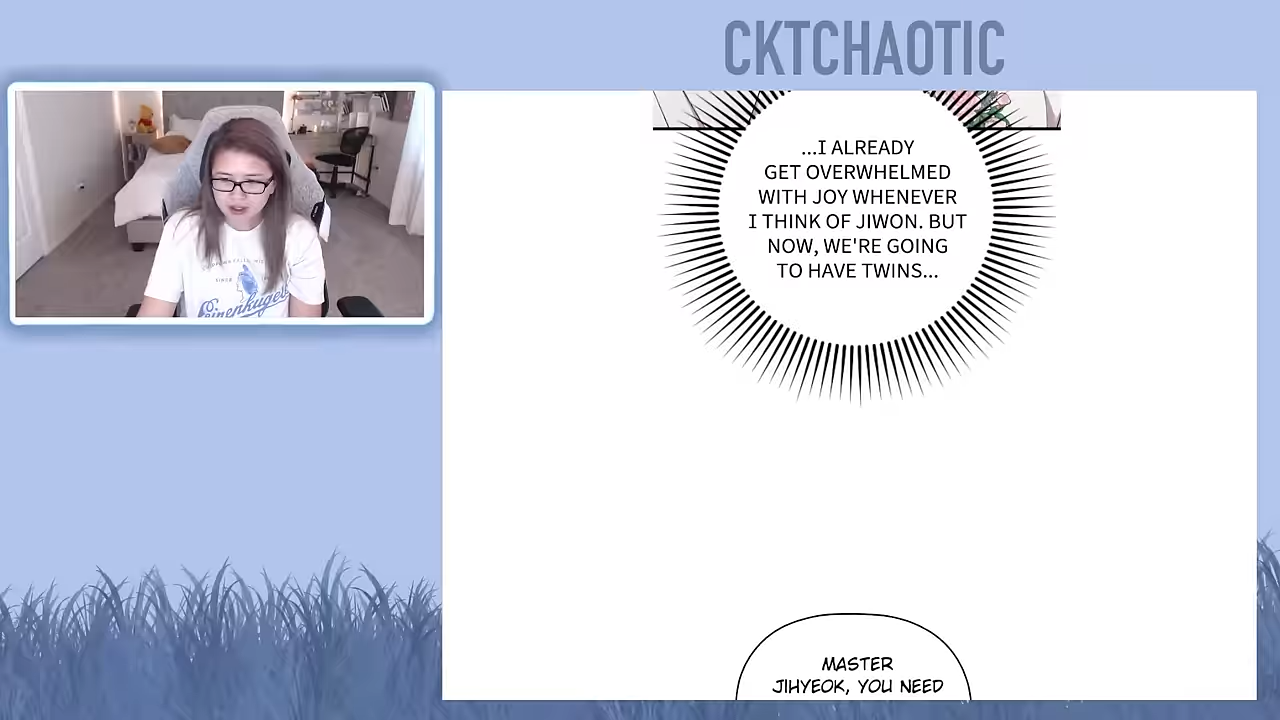 CKTCHAOTIC
...I ALREADY
GET OVERWHELMED
WITH JOY WHENEVER
I THINK OF JIWON. BUT
NOW, WE'RE GOING
TO HAVE TWINS...
MASTER
JIHYEOK, YOU NEED